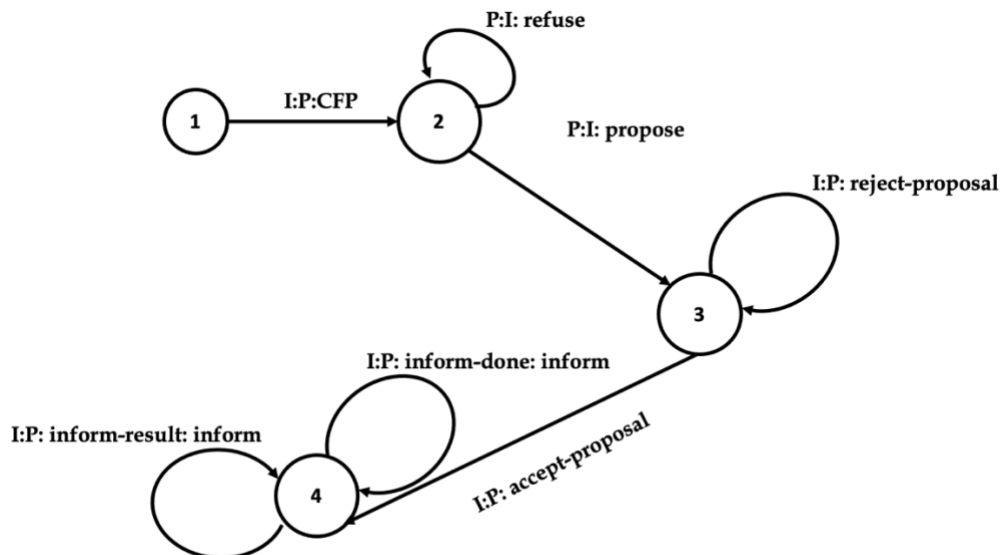 P:I: refuse
I:P:CFP
1
2
P:I: propose
I:P: reject-proposal
3
I:P: inform-done: inform
I:P: accept-proposal
I:P: inform-result: inform
4